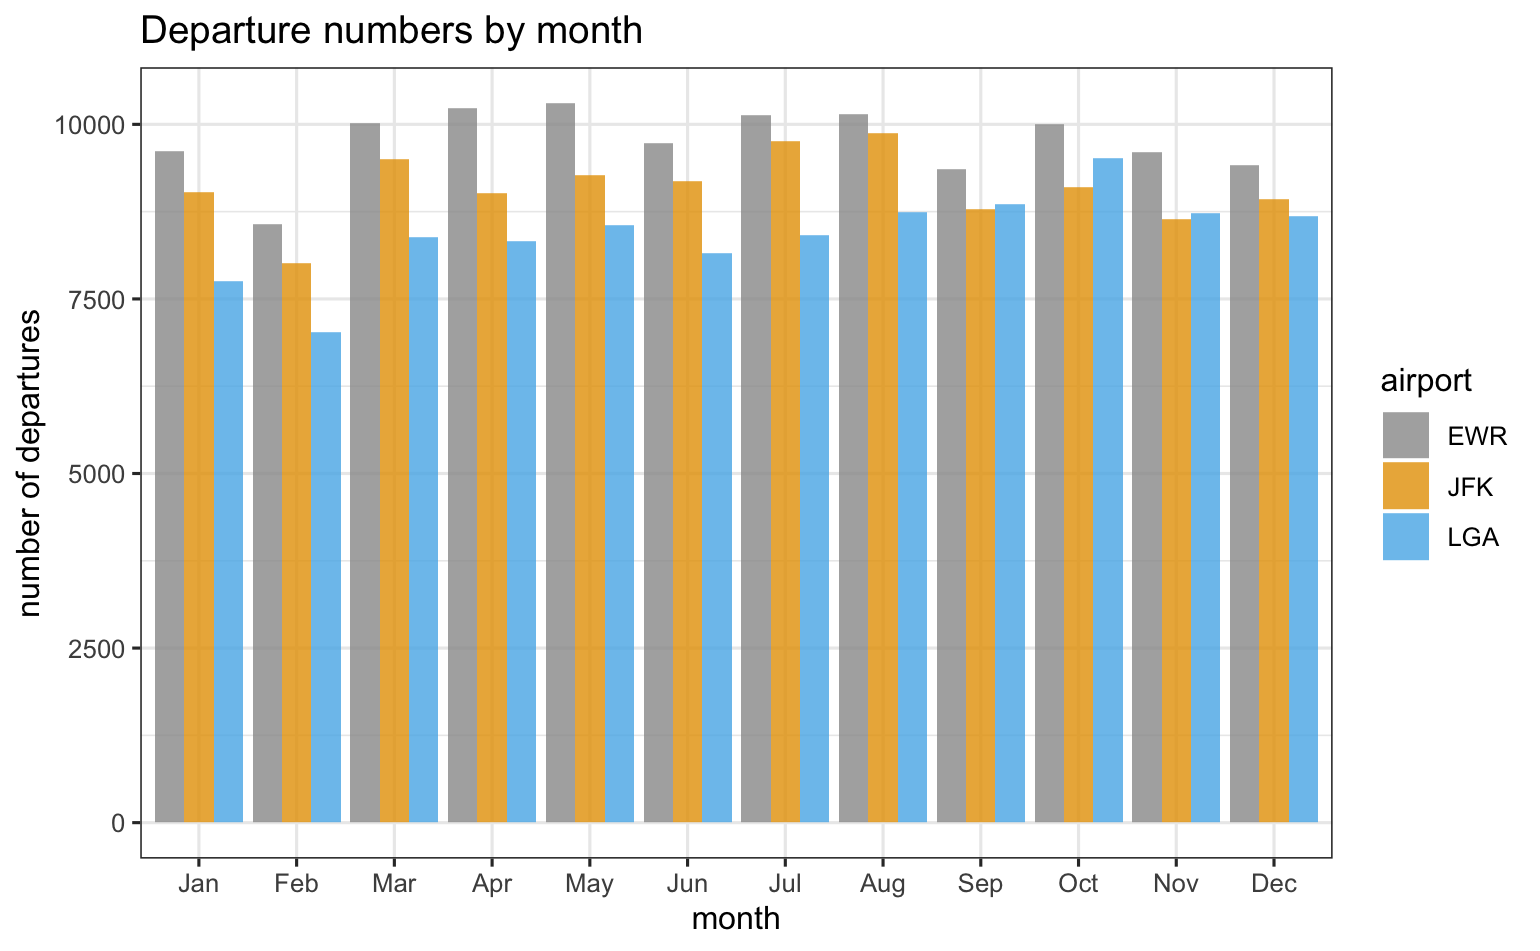 Departure numbers by month
number of departures
10000
7500
5000
2500
0
Jan Feb Mar Apr May Jun Jul Aug Sep Oct Nov Dec
month
airport
EWR
JFK
LGA